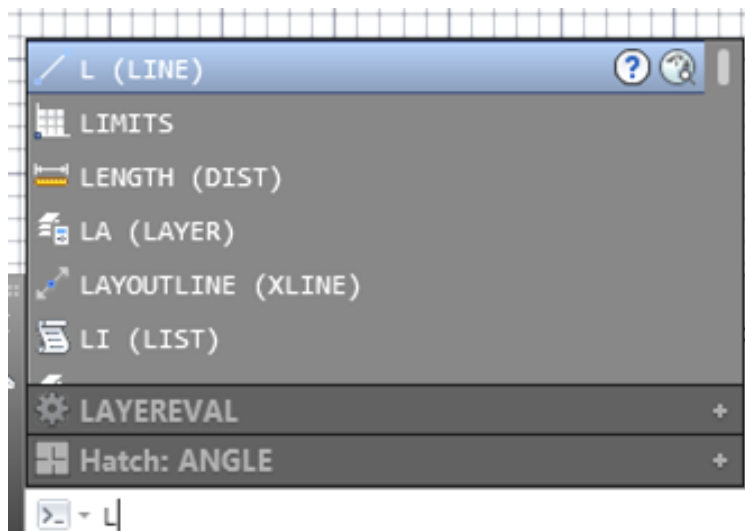 L (LINE)
LIMITS
LENGTH (DIST)
LA (LAYER)
LAYOUTLINE (XLINE)
LI (LIST)
LAYEREVAL
Hatch: ANGLE
L